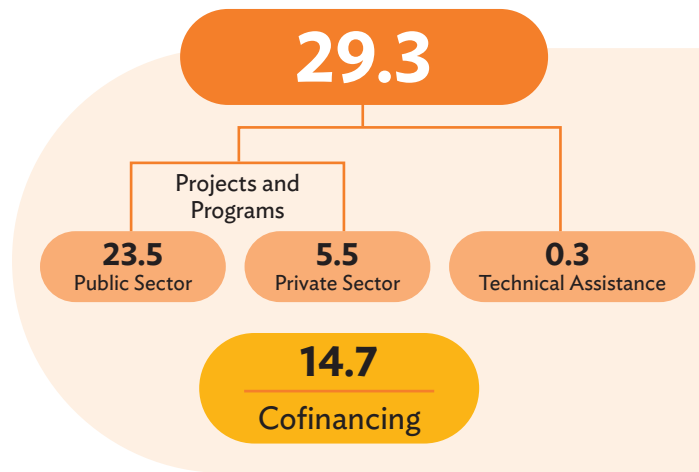 29.3
Projects and
Programs
23.5
Public Sector
5.5
Private Sector
0.3
Technical Assistance
14.7
Cofinancing